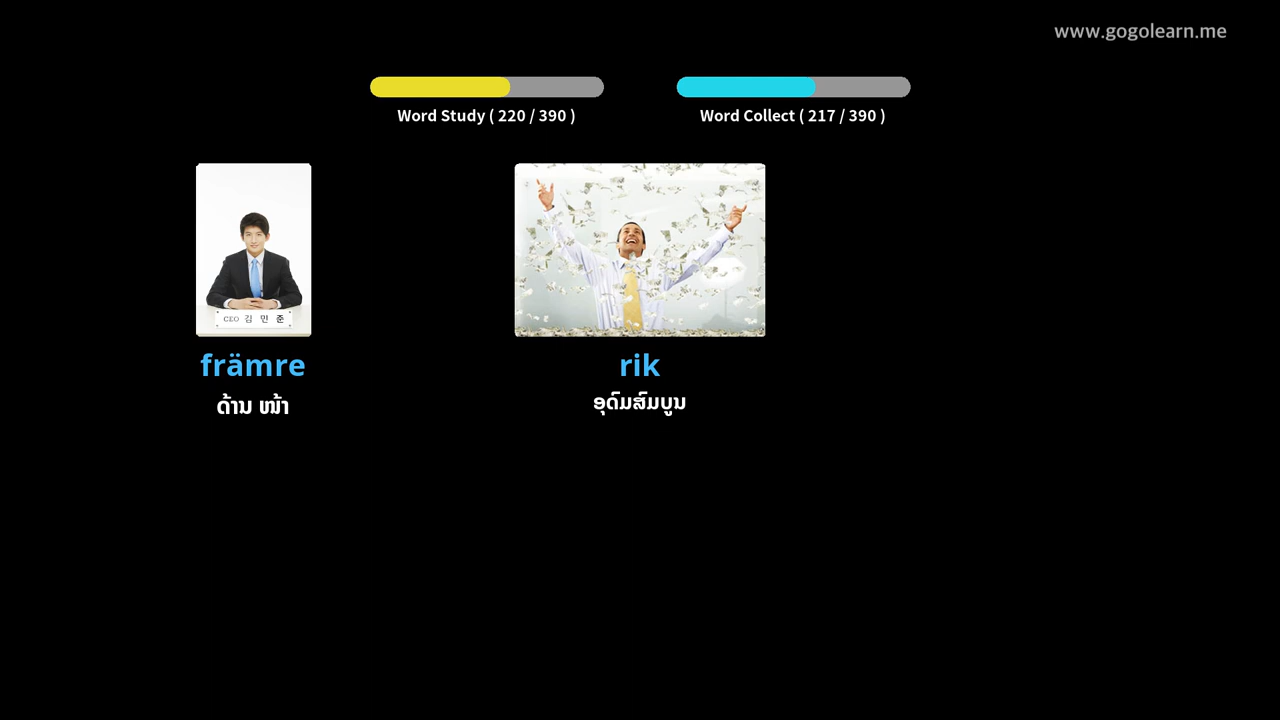 www.gogolearn.me
Word Study ( 220 / 390 )
Word Collect ( 217 / 390 )
CEO 김 민 준
främre
ດ້ານ ໜ້າ
rik
ອຸດົມສົມບູນ